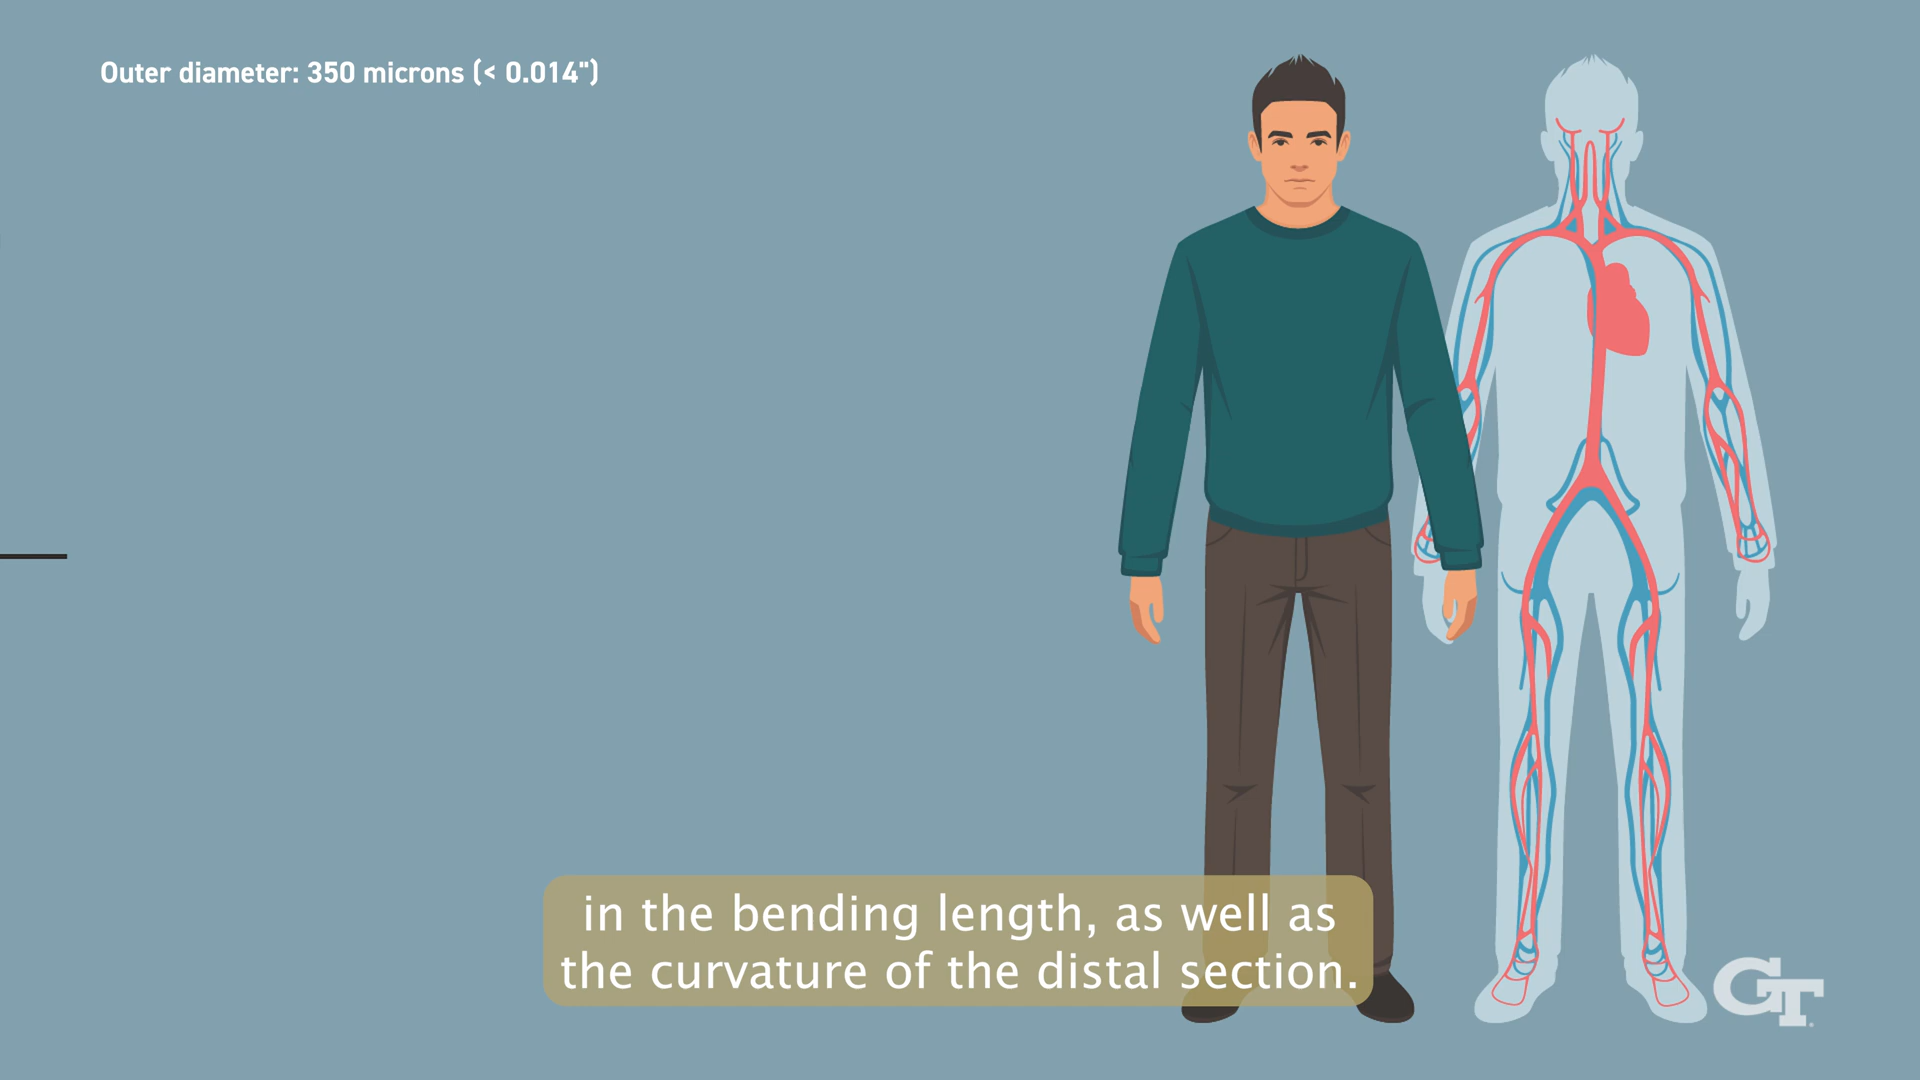 Outer diameter: 350 microns (< 0.014")
in the bending length, as well as
the curvature of the distal section.
GT